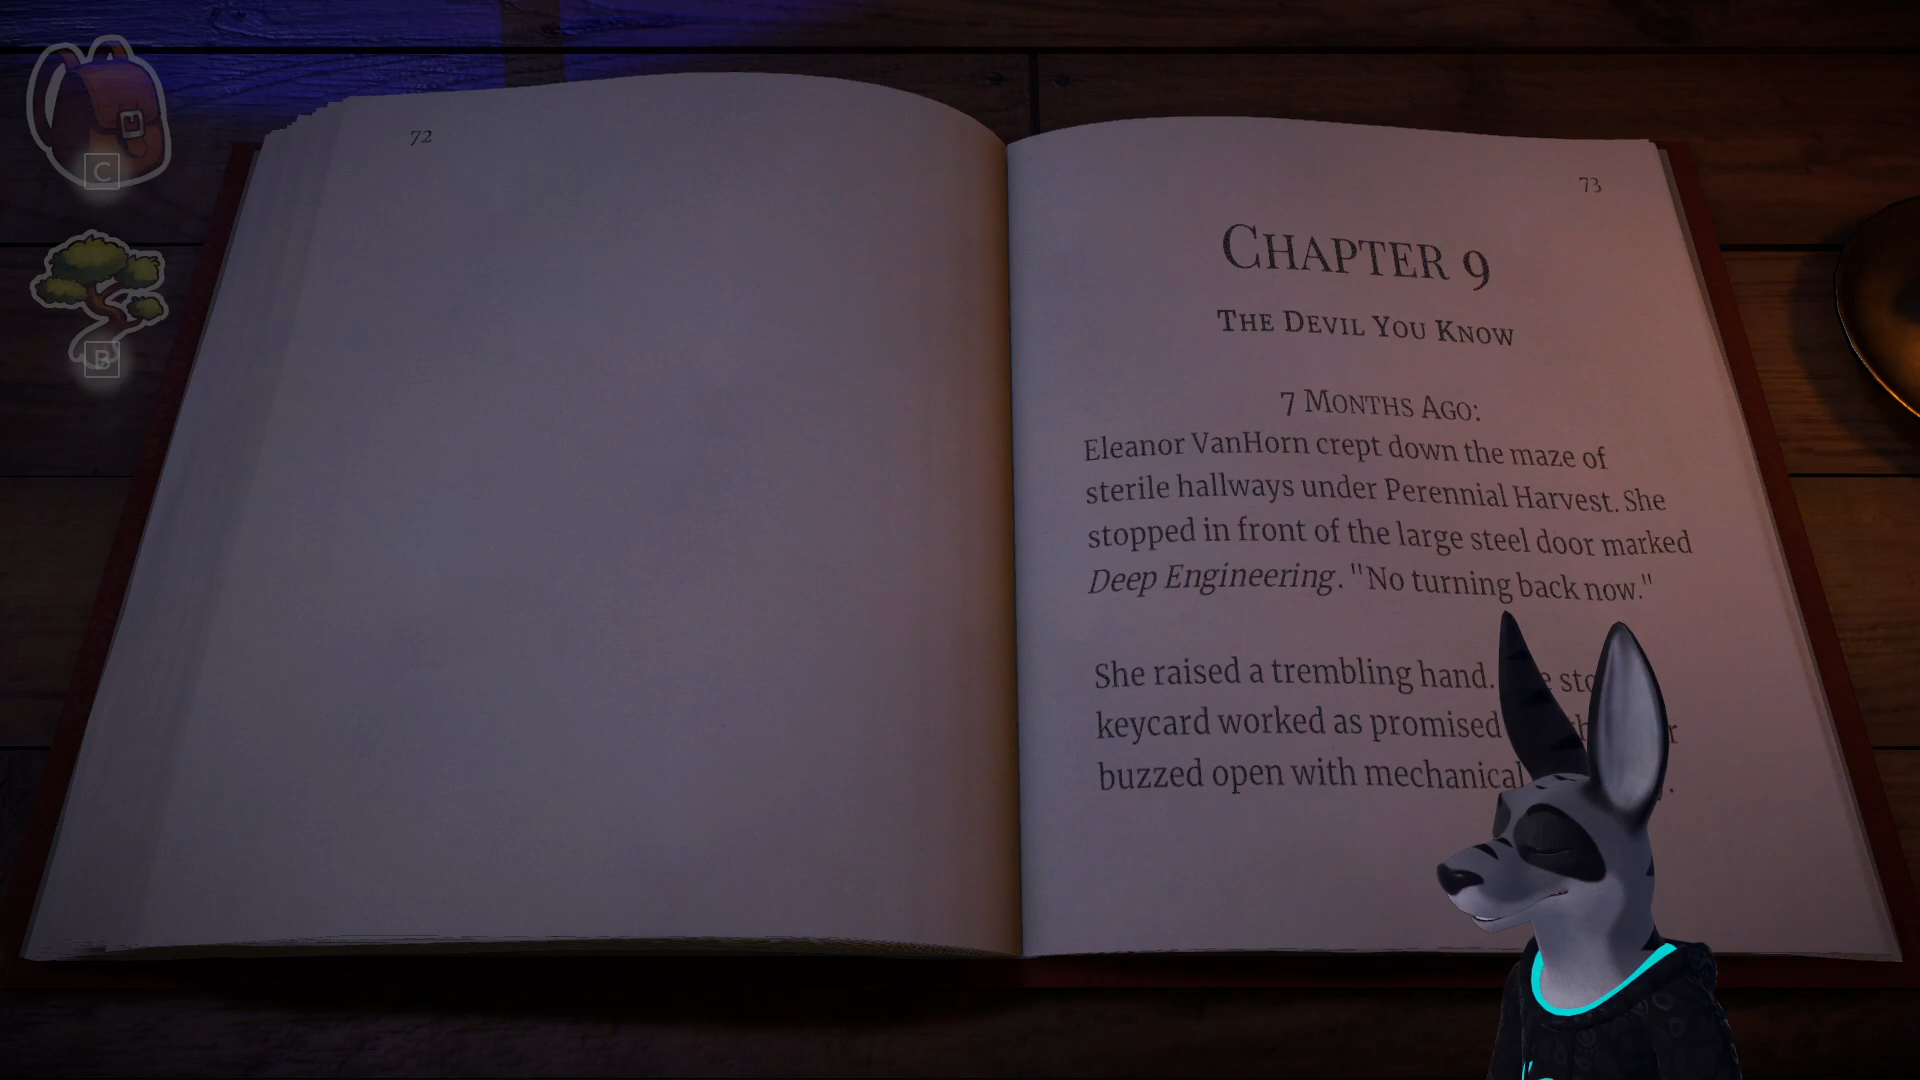 C
B
72
73
CHAPTER 9
THE DEVIL YOU KNOW
7 MONTHS AGO:
Eleanor VanHorn crept down the maze of
sterile hallways under Perennial Harvest. She
stopped in front of the large steel door marked
Deep Engineering. "No turning back now."
She raised a trembling hand.
keycard worked as promised
buzzed open with mechanical